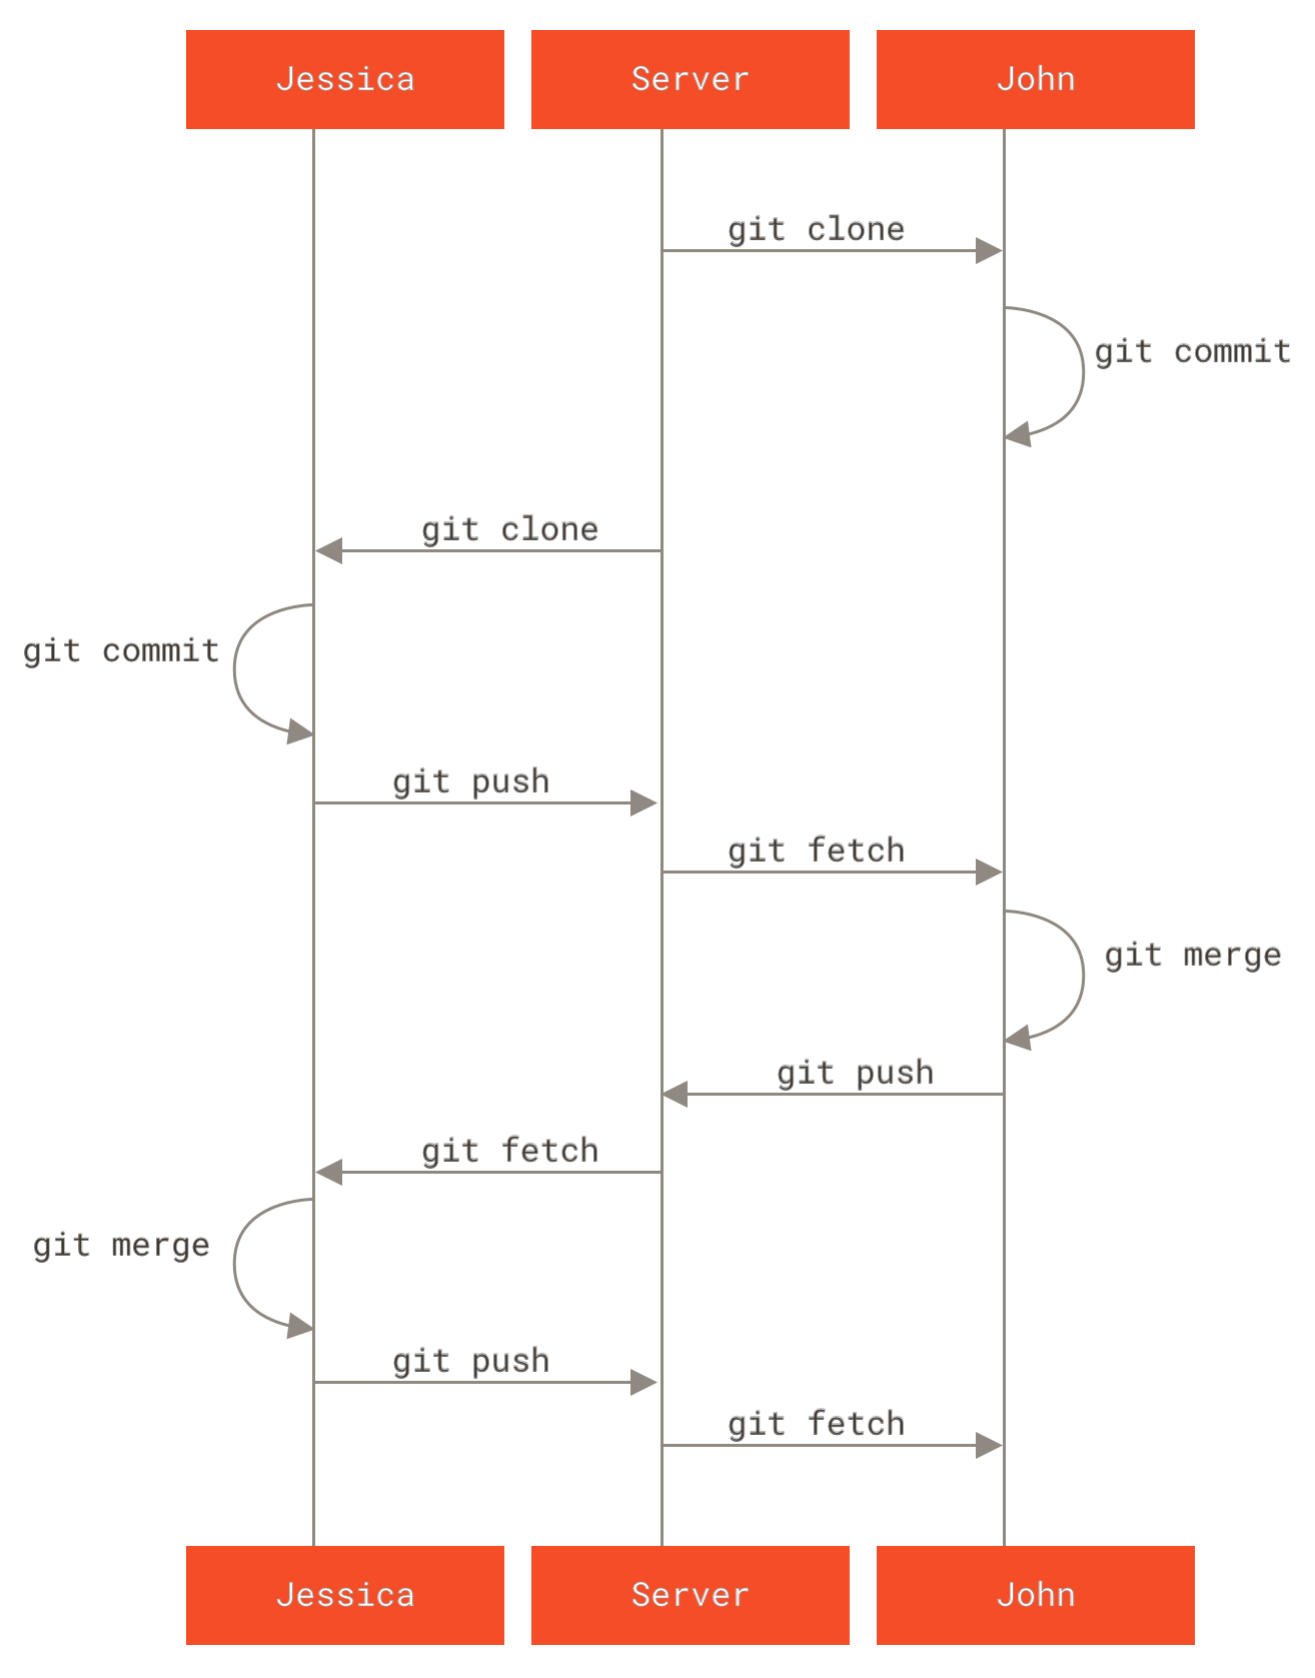 Jessica
Server
John
git clone
git commit
git clone
git commit
git push
git fetch
git merge
git push
git fetch
git merge
git push
git fetch
Jessica
Server
John